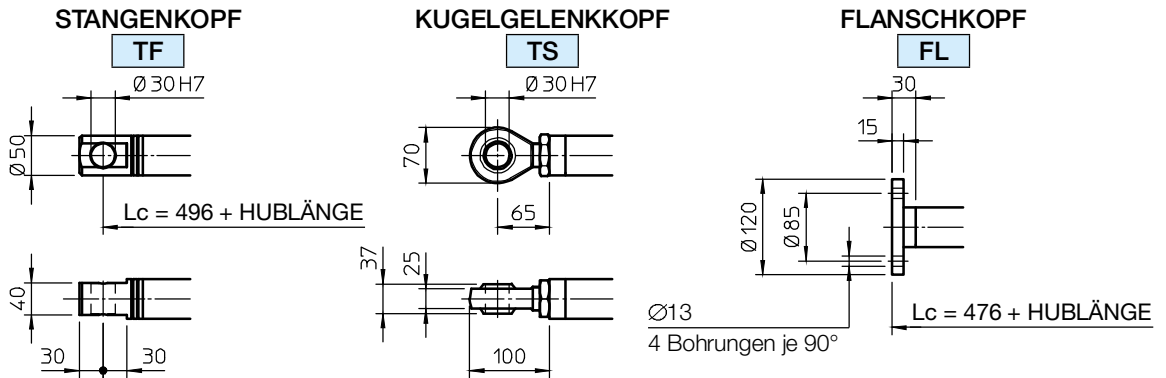 STANGENKOPF
TF
Ø 30 H7
Ø 50
Lc = 496 + HUBLÄNGE
40
30 30
KUGELGELENKKOPF
TS
Ø 30 H7
70
65
37
25
100
FLANSCHKOPF
FL
30
15
Ø 120
Ø 85
Ø13
4 Bohrungen je 90°
Lc = 476 + HUBLÄNGE